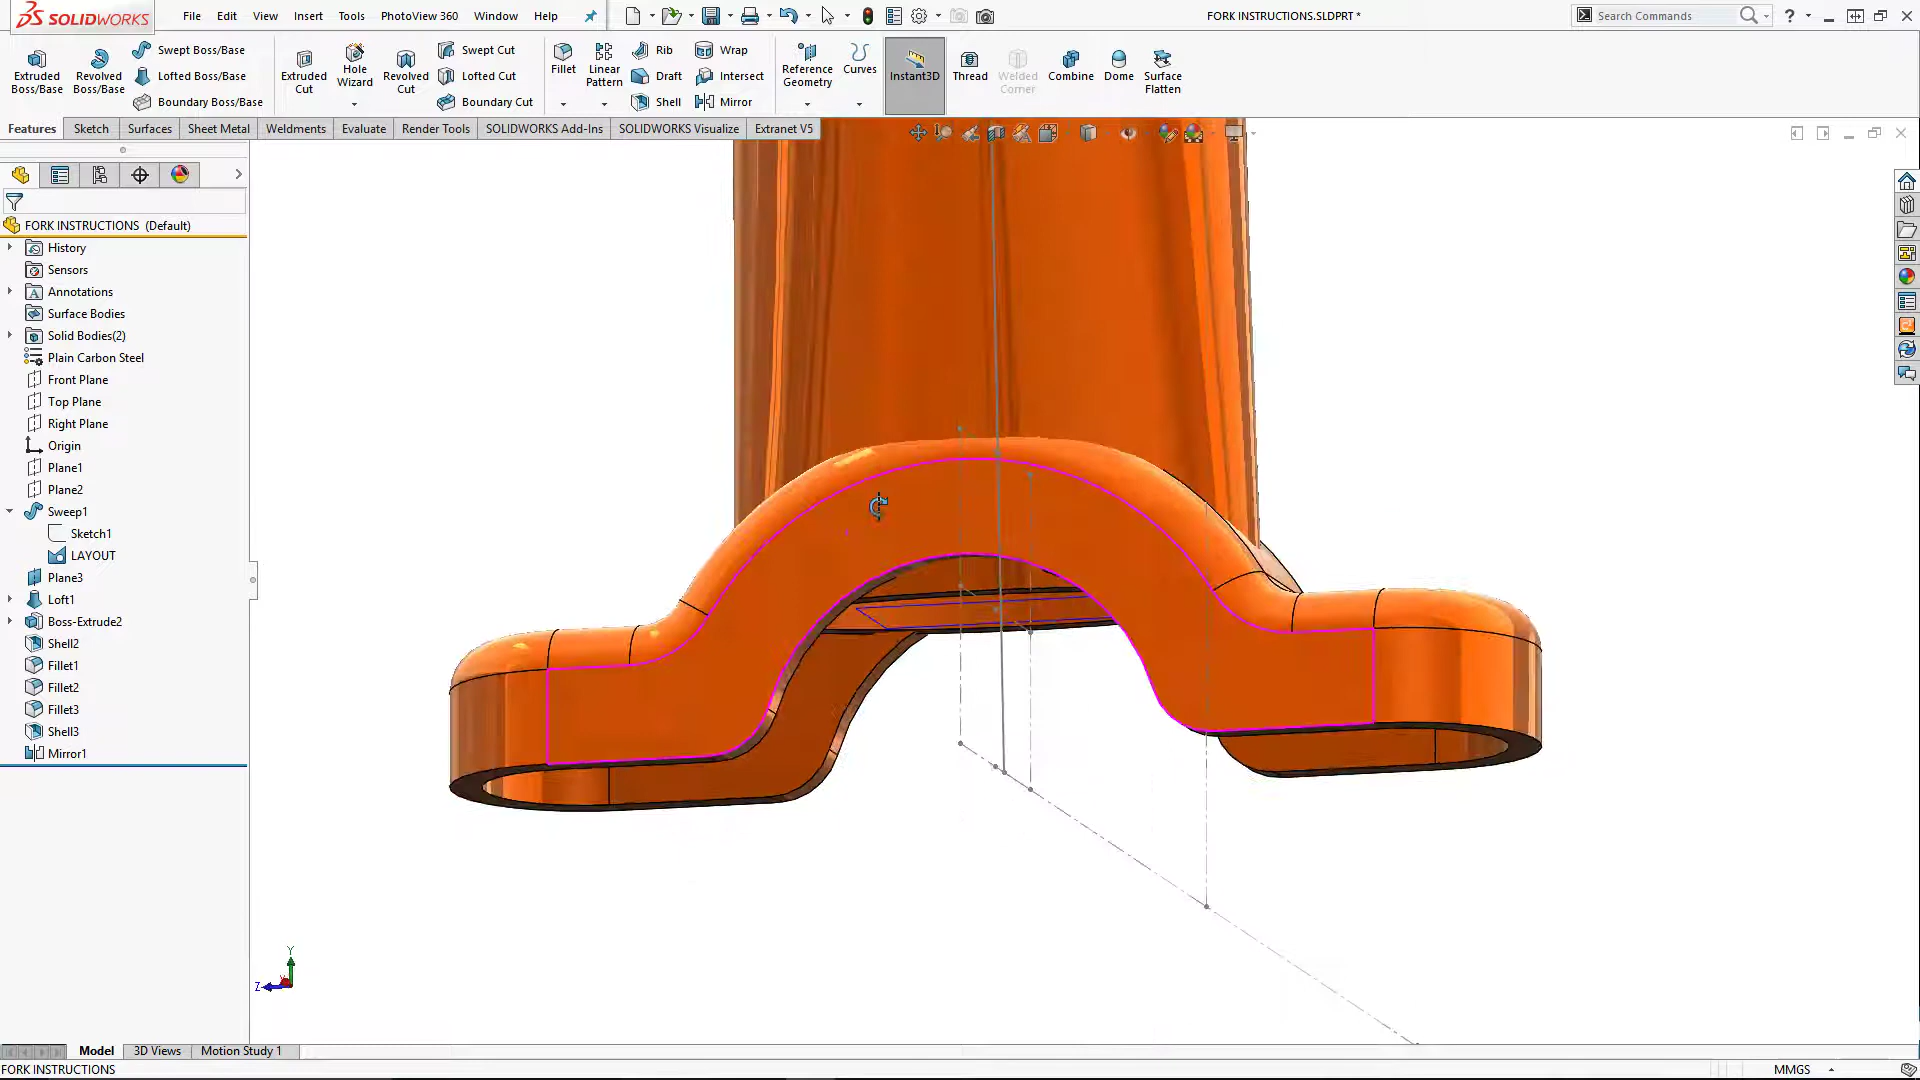 SOLIDWORKS File Edit View Insert Tools PhotoView 360 Window Help FORK INSTRUCTIONS.SLDPRT * Search Commands ?
Extruded Boss/Base
Revolved Boss/Base
Swept Boss/Base
Lofted Boss/Base
Boundary Boss/Base
Extruded Cut
Hole Wizard
Revolved Cut
Swept Cut
Lofted Cut
Boundary Cut
Fillet
Linear Pattern
Rib
Draft
Shell
Wrap
Intersect
Mirror
Reference Geometry
Curves
Instant3D
Thread
Welded Corner
Combine
Dome
Surface Flatten
Features Sketch Surfaces Sheet Metal Weldments Evaluate Render Tools SOLIDWORKS Add-Ins SOLIDWORKS Visualize Extranet V5
FORK INSTRUCTIONS (Default)
History
Sensors
Annotations
Surface Bodies
Solid Bodies(2)
Plain Carbon Steel
Front Plane
Top Plane
Right Plane
Origin
Plane1
Plane2
Sweep1
Sketch1
LAYOUT
Plane3
Loft1
Boss-Extrude2
Shell2
Fillet1
Fillet2
Fillet3
Shell3
Mirror1
Y
Z
Model 3D Views Motion Study 1
FORK INSTRUCTIONS MMGS